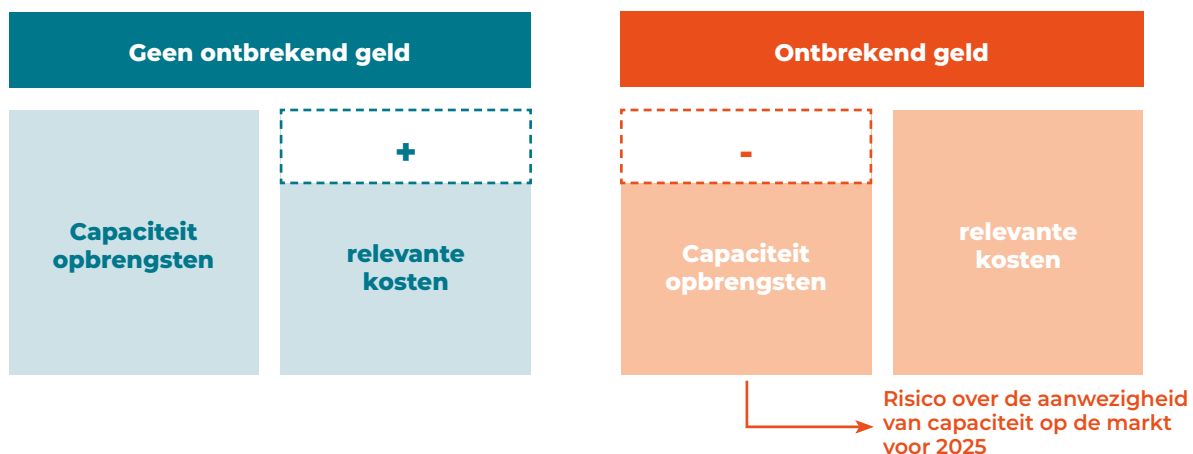 Geen ontbrekend geld
Ontbrekend geld
Capaciteit
opbrengsten
+
relevante
kosten
-
Capaciteit
opbrengsten
relevante
kosten
Risico over de aanwezigheid
van capaciteit op de markt
voor 2025